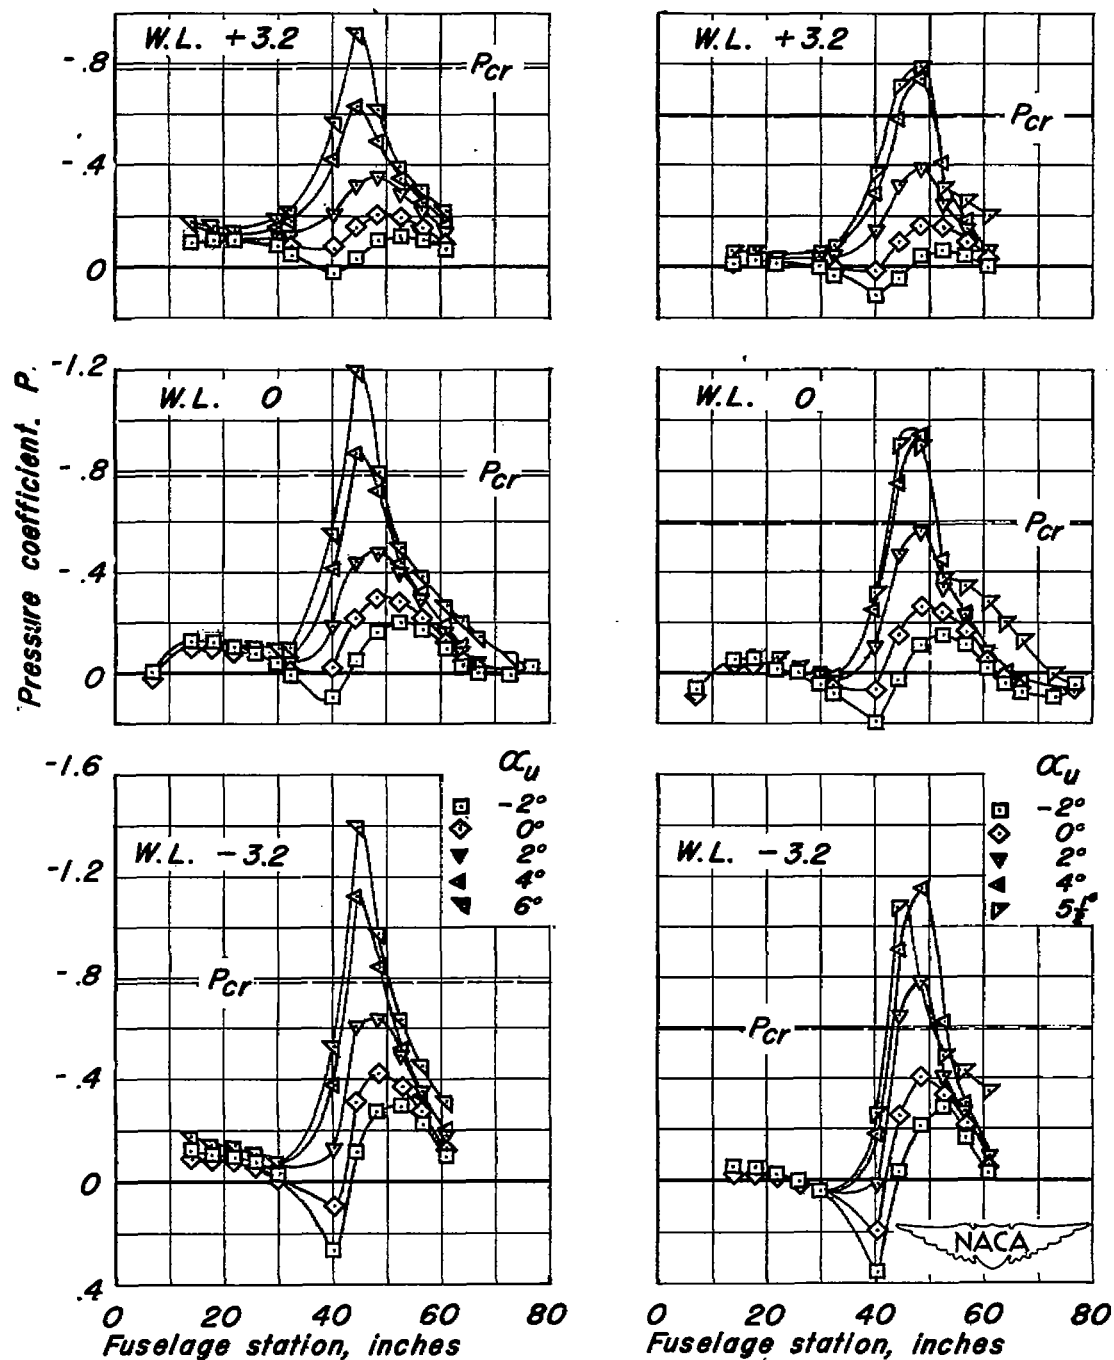 W.L. +3.2
-.8
Pcr
-.4
0
W.L. +3.2
Pcr
Pressure coefficient. P.
-1.2
W.L. 0
-.8
Pcr
-.4
0
W.L. 0
Pcr
-1.6
αu
-2°
0°
2°
4°
6°
W.L. -3.2
-1.2
-.8
Pcr
-.4
0
.4
0 20 40 60 80
Fuselage station, inches
αu
-2°
0°
2°
4°
W.L. -3.2
Pcr
NACA
0 20 40 60 80
Fuselage station, inches